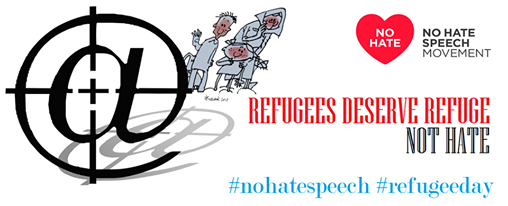 @
NO
HATE
NO HATE
SPEECH
MOVEMENT
REFUGEES DESERVE REFUGE
NOT HATE
#nohatespeech #refugeeday